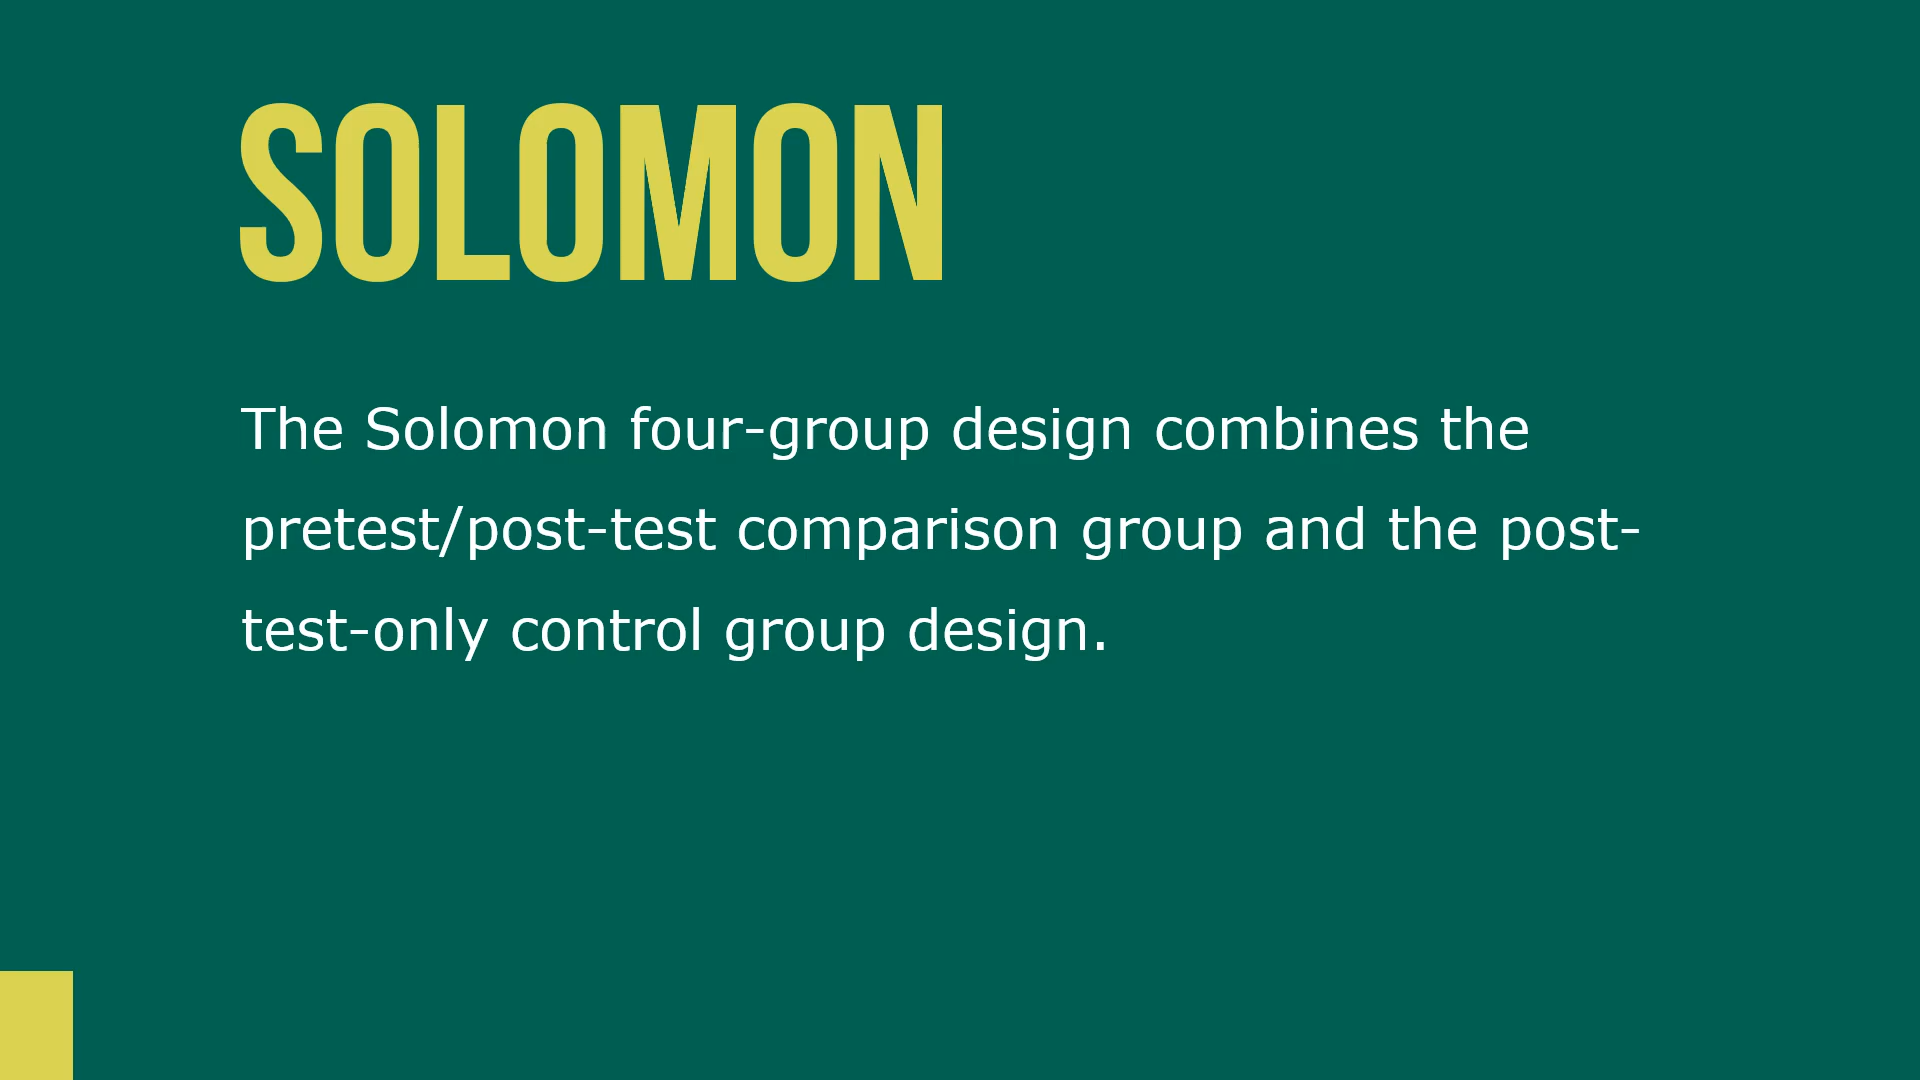 SOLOMON
The Solomon four-group design combines the
pretest/post-test comparison group and the post-
test-only control group design.